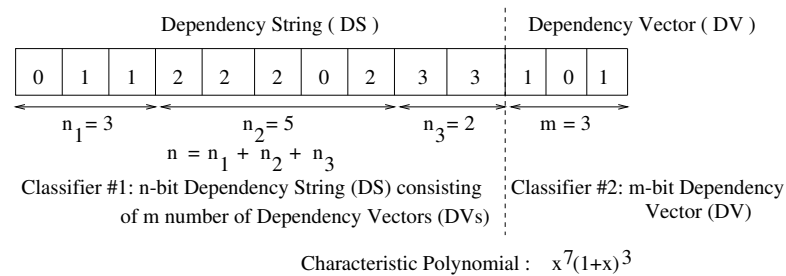 Dependency String ( DS ) Dependency Vector ( DV )
0 1 1 2 2 2 0 2 3 3 1 0 1
n1 = 3 n2 = 5 n3 = 2 m = 3
n = n1 + n2 + n3
Classifier #1: n-bit Dependency String (DS) consisting Classifier #2: m-bit Dependency
of m number of Dependency Vectors (DVs) Vector (DV)
Characteristic Polynomial : x^7(1+x)^3